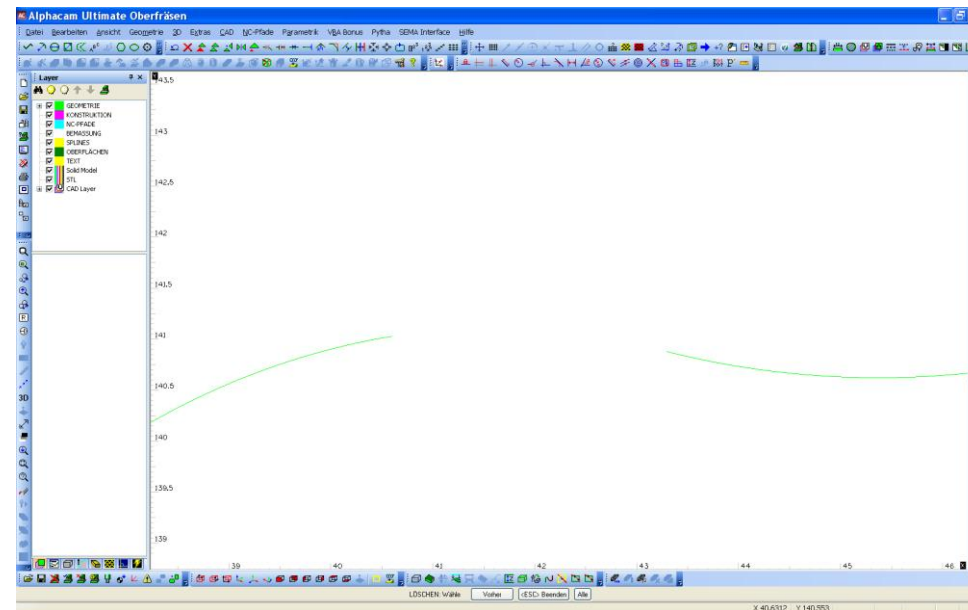 Alphacam Ultimate Oberfräsen
Datei Bearbeiten Ansicht Geometrie 3D Extras CAD NC-Pfade Parametrik VBA Bonus Pytha SEMA Interface Hilfe
Layer
GEOMETRIE
KONSTRUKTION
NC-PFADE
BEMASSUNG
SPLINES
OBERFLÄCHEN
TEXT
Solid Model
STL
CAD Layer
143,5
143
142,5
142
141,5
141
140,5
140
139,5
139
39 40 41 42 43 44 45 46
3D
LÖSCHEN: Wähle Vorher <ESC> Beenden Alle
X 40,6312 Y 140,553